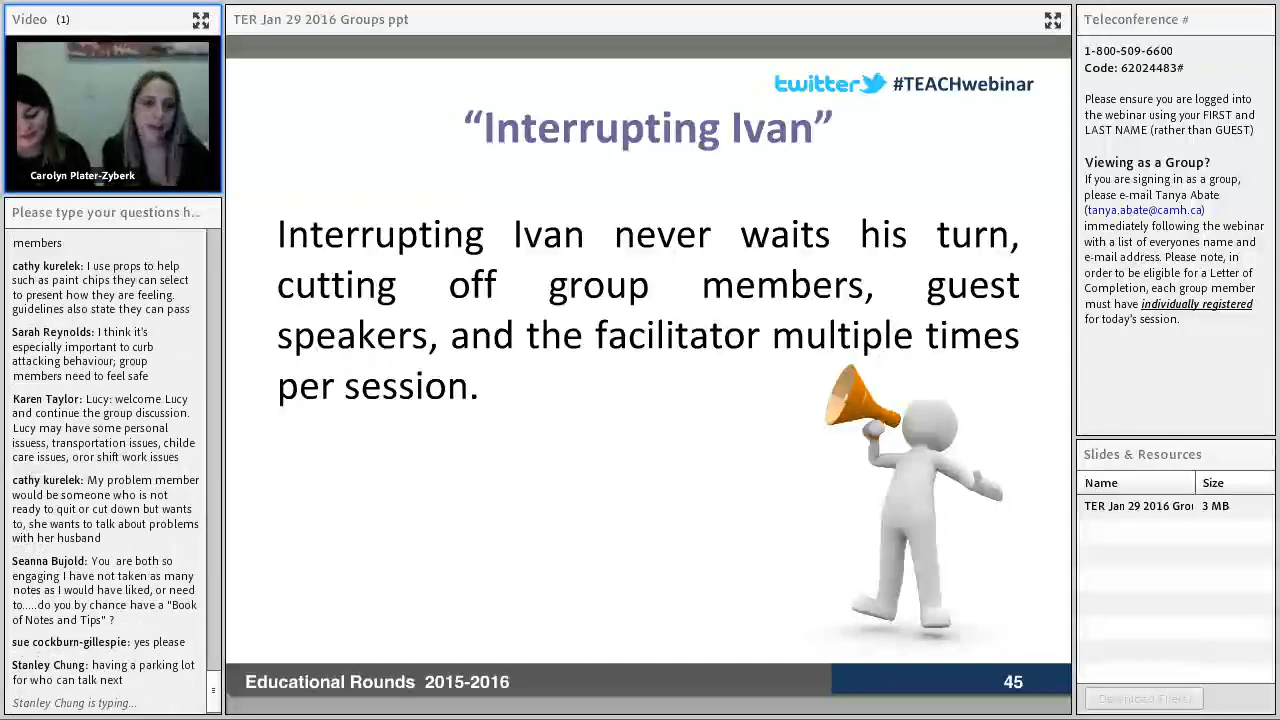 Video (1)
Carolyn Plater-Zyberk
Please type your questions h...
members
cathy kurelek: I use props to help
such as paint chips they can select
to present how they are feeling.
guidelines also state they can pass
Sarah Reynolds: I think it's
especially important to curb
attacking behaviour; group
members need to feel safe
Karen Taylor: Lucy: welcome Lucy
and continue the group discussion.
Lucy may have some personal
issuess, transportation issues, childe
care issues, oror shift work issues
cathy kurelek: My problem member
would be someone who is not
ready to quit or cut down but wants
to, she wants to talk about problems
with her husband
Seanna Bujold: You are both so
engaging I have not taken as many
notes as I would have liked, or need
to.....do you by chance have a "Book
of Notes and Tips" ?
sue cockburn-gillespie: yes please
Stanley Chung: having a parking lot
for who can talk next
Stanley Chung is typing...
TER Jan 29 2016 Groups ppt
twitter #TEACHwebinar
“Interrupting Ivan”
Interrupting Ivan never waits his turn,
cutting off group members, guest
speakers, and the facilitator multiple times
per session.
Educational Rounds 2015-2016
45
Teleconference #
1-800-509-6600
Code: 62024483#
Please ensure you are logged into
the webinar using your FIRST and
LAST NAME (rather than GUEST)
Viewing as a Group?
If you are signing in as a group,
please e-mail Tanya Abate
(tanya.abate@camh.ca)
immediately following the webinar
with a list of everyones name and
e-mail address. Please note, in
order to be eligible for a Letter of
Completion, each group member
must have individually registered
for today's session.
Slides & Resources
Name Size
TER Jan 29 2016 Grou 3 MB
Download File(s)